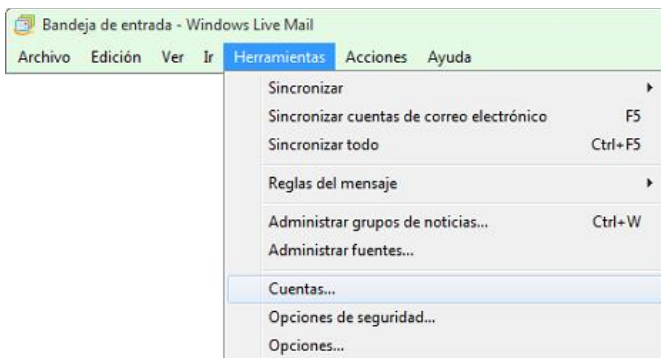 Bandeja de entrada - Windows Live Mail
Archivo Edición Ver Ir Herramientas Acciones Ayuda
Sincronizar
Sincronizar cuentas de correo electrónico F5
Sincronizar todo Ctrl+F5
Reglas del mensaje
Administrar grupos de noticias... Ctrl+W
Administrar fuentes...
Cuentas...
Opciones de seguridad...
Opciones...